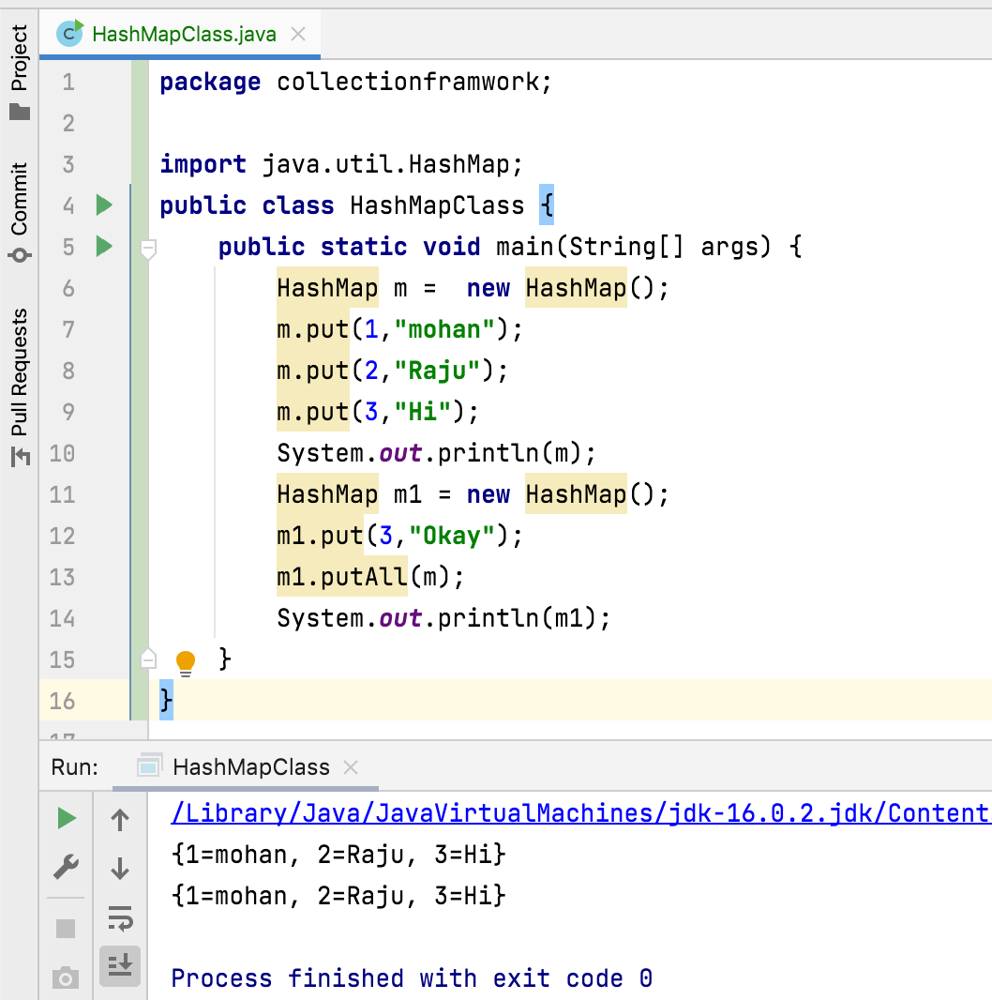 HashMapClass.java
Project
Commit
Pull Requests
1 package collectionframwork;
2
3 import java.util.HashMap;
4 public class HashMapClass {
5 public static void main(String[] args) {
6 HashMap m =  new HashMap();
7 m.put(1,"mohan");
8 m.put(2,"Raju");
9 m.put(3,"Hi");
10 System.out.println(m);
11 HashMap m1 = new HashMap();
12 m1.put(3,"Okay");
13 m1.putAll(m);
14 System.out.println(m1);
15 }
16 }
17
Run: HashMapClass
/Library/Java/JavaVirtualMachines/jdk-16.0.2.jdk/Content
{1=mohan, 2=Raju, 3=Hi}
{1=mohan, 2=Raju, 3=Hi}
Process finished with exit code 0